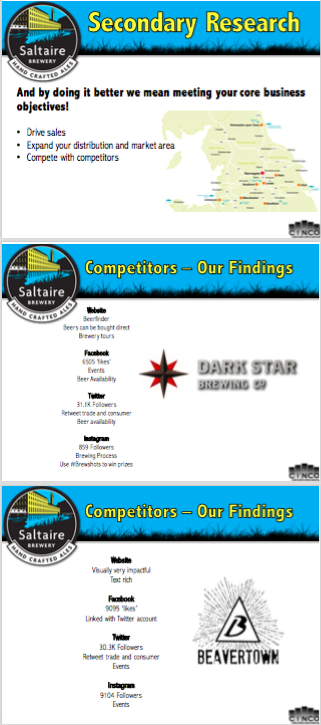 Secondary Research
Saltaire
BREWERY
HAND CRAFTED ALES
And by doing it better we mean meeting your core business
objectives!
• Drive sales
• Expand your distribution and market area
• Compete with competitors
CINCO
Competitors – Our Findings
Saltaire
BREWERY
HAND CRAFTED ALES
Website
Beerfinder
Beers can be bought direct
Brewery tours
Facebook
6505 'likes'
Events
Beer Availability
Twitter
31.1K Followers
Retweet trade and consumer
Beer availability
Instagram
859 Followers
Brewing Process
Use #Brewshots to win prizes
DARK STAR
BREWING CO
CINCO
Competitors – Our Findings
Saltaire
BREWERY
HAND CRAFTED ALES
Website
Visually very impactful
Text rich
Facebook
9095 'likes'
Linked with Twitter account
Twitter
30.3K Followers
Retweet trade and consumer
Events
Instagram
9104 Followers
Events
B
BEAVERTOWN
CINCO